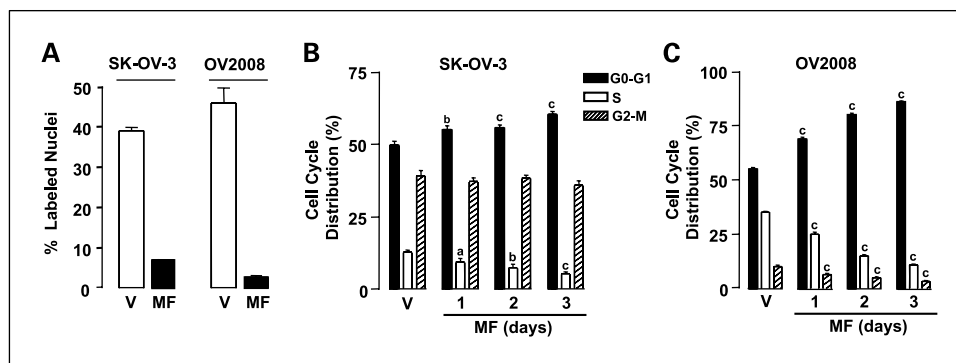 A
SK-OV-3
OV2008
% Labeled Nuclei
50
40
30
20
10
0
V
MF
V
MF
B
SK-OV-3
Cell Cycle
Distribution (%)
75
50
25
0
b
c
c
a
b
c
V
1
2
3
MF (days)
G0-G1
S
G2-M
C
OV2008
Cell Cycle
Distribution (%)
100
75
50
25
0
c
c
c
c
c
c
c
c
c
V
1
2
3
MF (days)